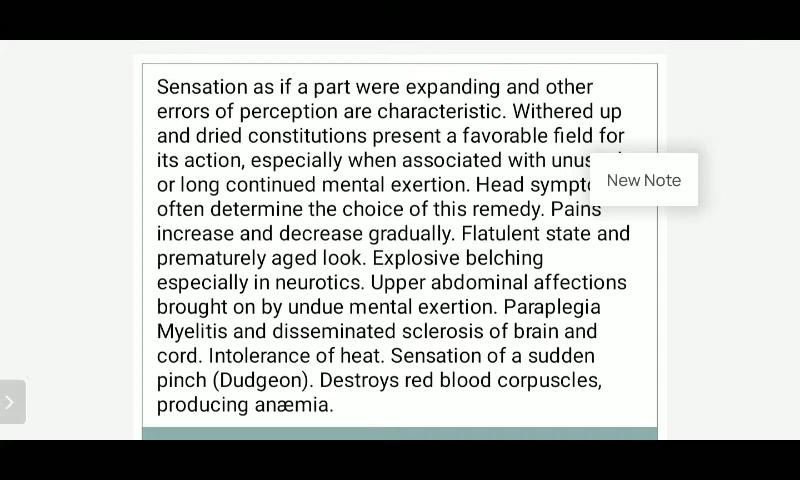 Sensation as if a part were expanding and other
errors of perception are characteristic. Withered up
and dried constitutions present a favorable field for
its action, especially when associated with
or long continued mental exertion. Head
New Note
often determine the choice of this remedy. Pains
increase and decrease gradually. Flatulent state and
prematurely aged look. Explosive belching
especially in neurotics. Upper abdominal affections
brought on by undue mental exertion. Paraplegia
Myelitis and disseminated sclerosis of brain and
cord. Intolerance of heat. Sensation of a sudden
pinch (Dudgeon). Destroys red blood corpuscles,
producing anæmia.